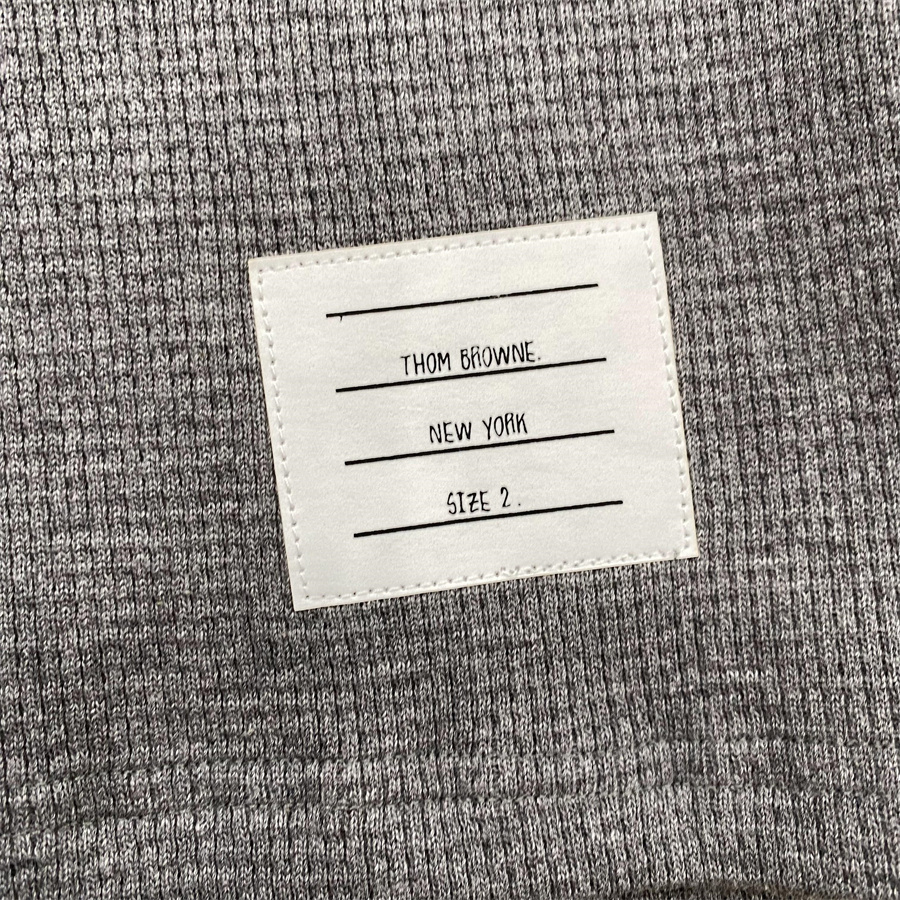 THOM BROWNE.
NEW YORK
SIZE 2.